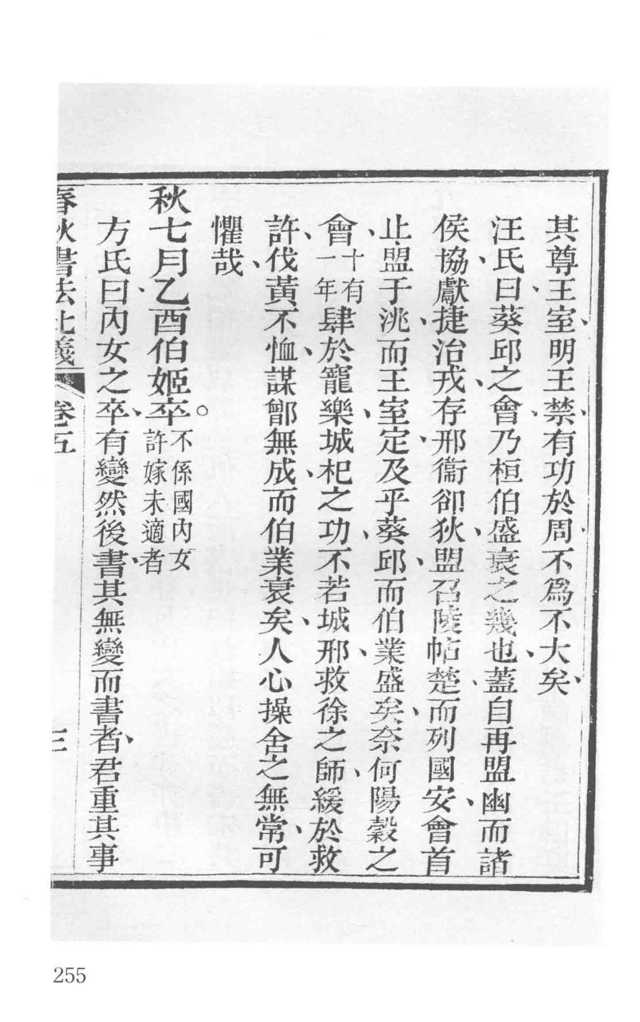 其尊王室明王禁有功於周不爲不大矣
汪氏曰葵邱之會乃桓伯盛衰之幾也蓋自再盟幽而諸
侯協獻捷治戎存邢衞卻狄盟召陵帖楚而列國安會首
止盟于洮而王室定及乎葵邱而伯業盛矣奈何陽穀之
會十有一年肆於寵樂城杞之功不若城邢救徐之師緩於救
許伐黃不恤謀鄫無成而伯業衰矣人心操舍之無常可
懼哉
秋七月乙酉伯姬卒。不係國內女許嫁未適者
方氏曰內女之卒有變然後書其無變而書者君重其事
春秋書法比義 卷五 三
255